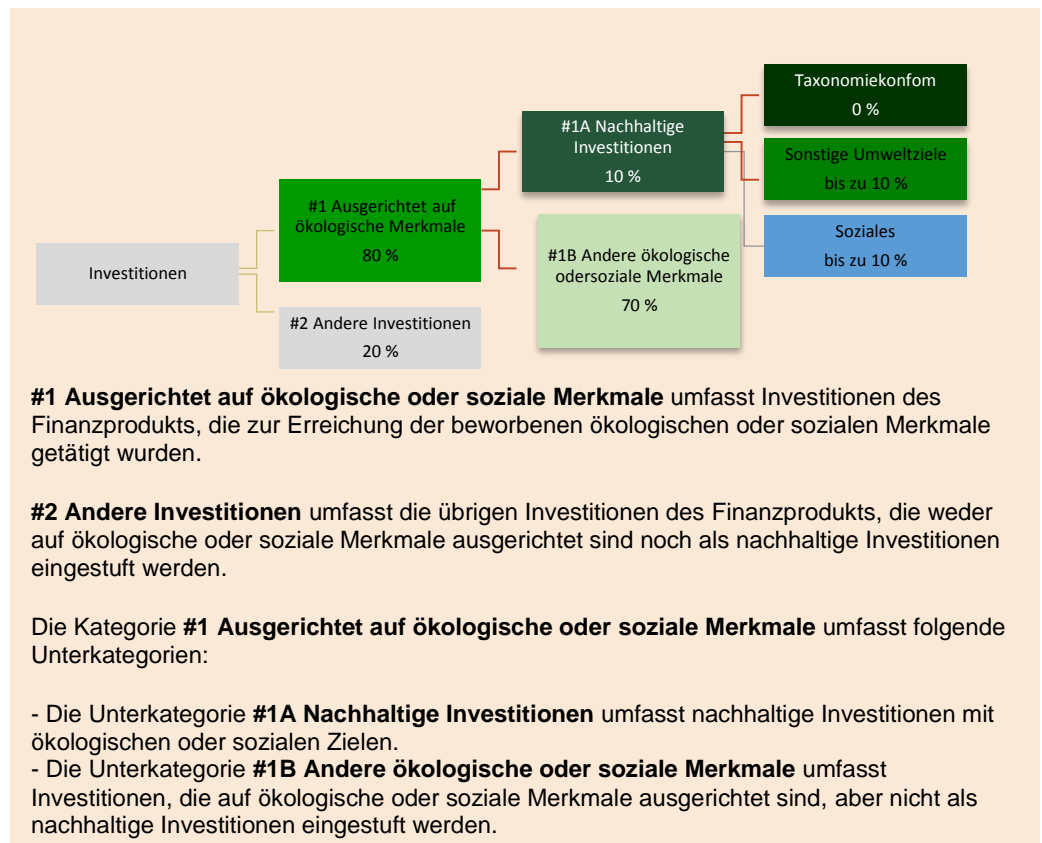 Investitionen
#1 Ausgerichtet auf
ökologische Merkmale
80 %
#2 Andere Investitionen
20 %
#1A Nachhaltige
Investitionen
10 %
#1B Andere ökologische
odersoziale Merkmale
70 %
Taxonomiekonfom
0 %
Sonstige Umweltziele
bis zu 10 %
Soziales
bis zu 10 %
#1 Ausgerichtet auf ökologische oder soziale Merkmale umfasst Investitionen des
Finanzprodukts, die zur Erreichung der beworbenen ökologischen oder sozialen Merkmale
getätigt wurden.
#2 Andere Investitionen umfasst die übrigen Investitionen des Finanzprodukts, die weder
auf ökologische oder soziale Merkmale ausgerichtet sind noch als nachhaltige Investitionen
eingestuft werden.
Die Kategorie #1 Ausgerichtet auf ökologische oder soziale Merkmale umfasst folgende
Unterkategorien:
- Die Unterkategorie #1A Nachhaltige Investitionen umfasst nachhaltige Investitionen mit
ökologischen oder sozialen Zielen.
- Die Unterkategorie #1B Andere ökologische oder soziale Merkmale umfasst
Investitionen, die auf ökologische oder soziale Merkmale ausgerichtet sind, aber nicht als
nachhaltige Investitionen eingestuft werden.